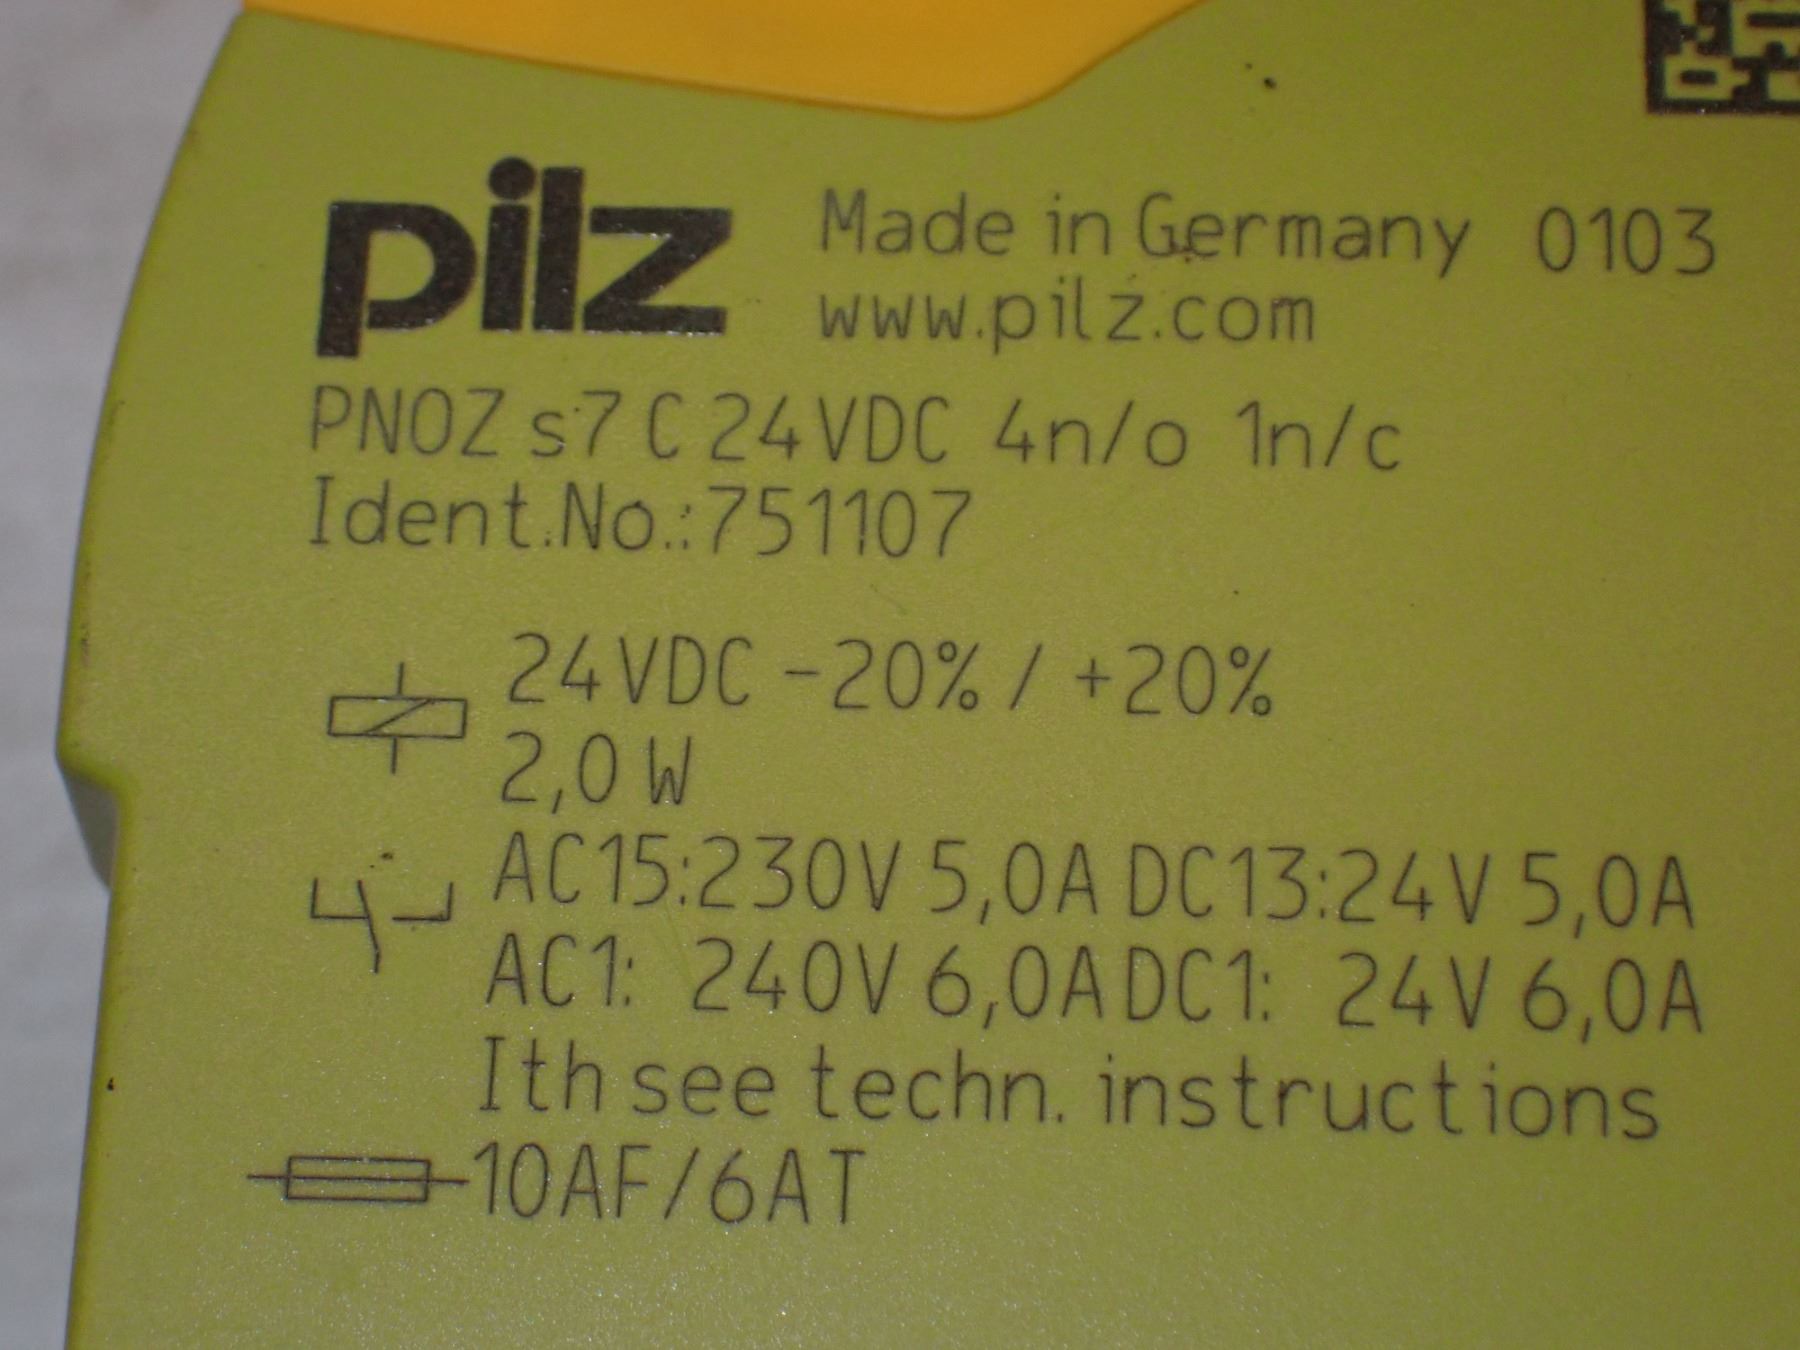 pilz Made in Germany 0103
www.pilz.com
PNOZ s7 C 24VDC 4n/o 1n/c
Ident.No.:751107
24VDC -20% / +20%
2,0 W
AC15:230V 5,0A DC13:24V 5,0A
AC1: 240V 6,0A DC1: 24V 6,0A
Ith see techn. instructions
10AF/6AT